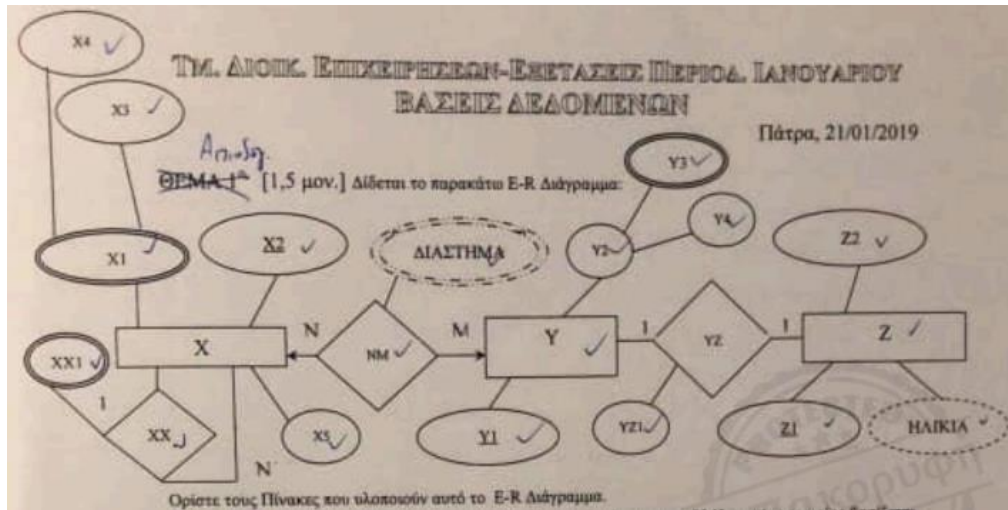 X4
ΤΜ. ΔΙΟΙΚ. ΕΠΙΧΕΙΡΗΣΕΩΝ-ΕΞΕΤΑΣΕΙΣ ΠΕΡΙΟΔ. ΙΑΝΟΥΑΡΙΟΥ
ΒΑΣΕΙΣ ΔΕΔΟΜΕΝΩΝ
X3
Πάτρα, 21/01/2019
ΘΕΜΑ 1º [1,5 μον.] Δίδεται το παρακάτω E-R Διάγραμμα:
Y3
X1
X2
ΔΙΑΣΤΗΜΑ
Y2
Y4
Z2
XX1
X
N
NM
M
Y
1
YZ
1
Z
1
XX
N
X5
Y1
YZ1
Z1
ΗΛΙΚΙΑ
Ορίστε τους Πίνακες που υλοποιούν αυτό το E-R Διάγραμμα.